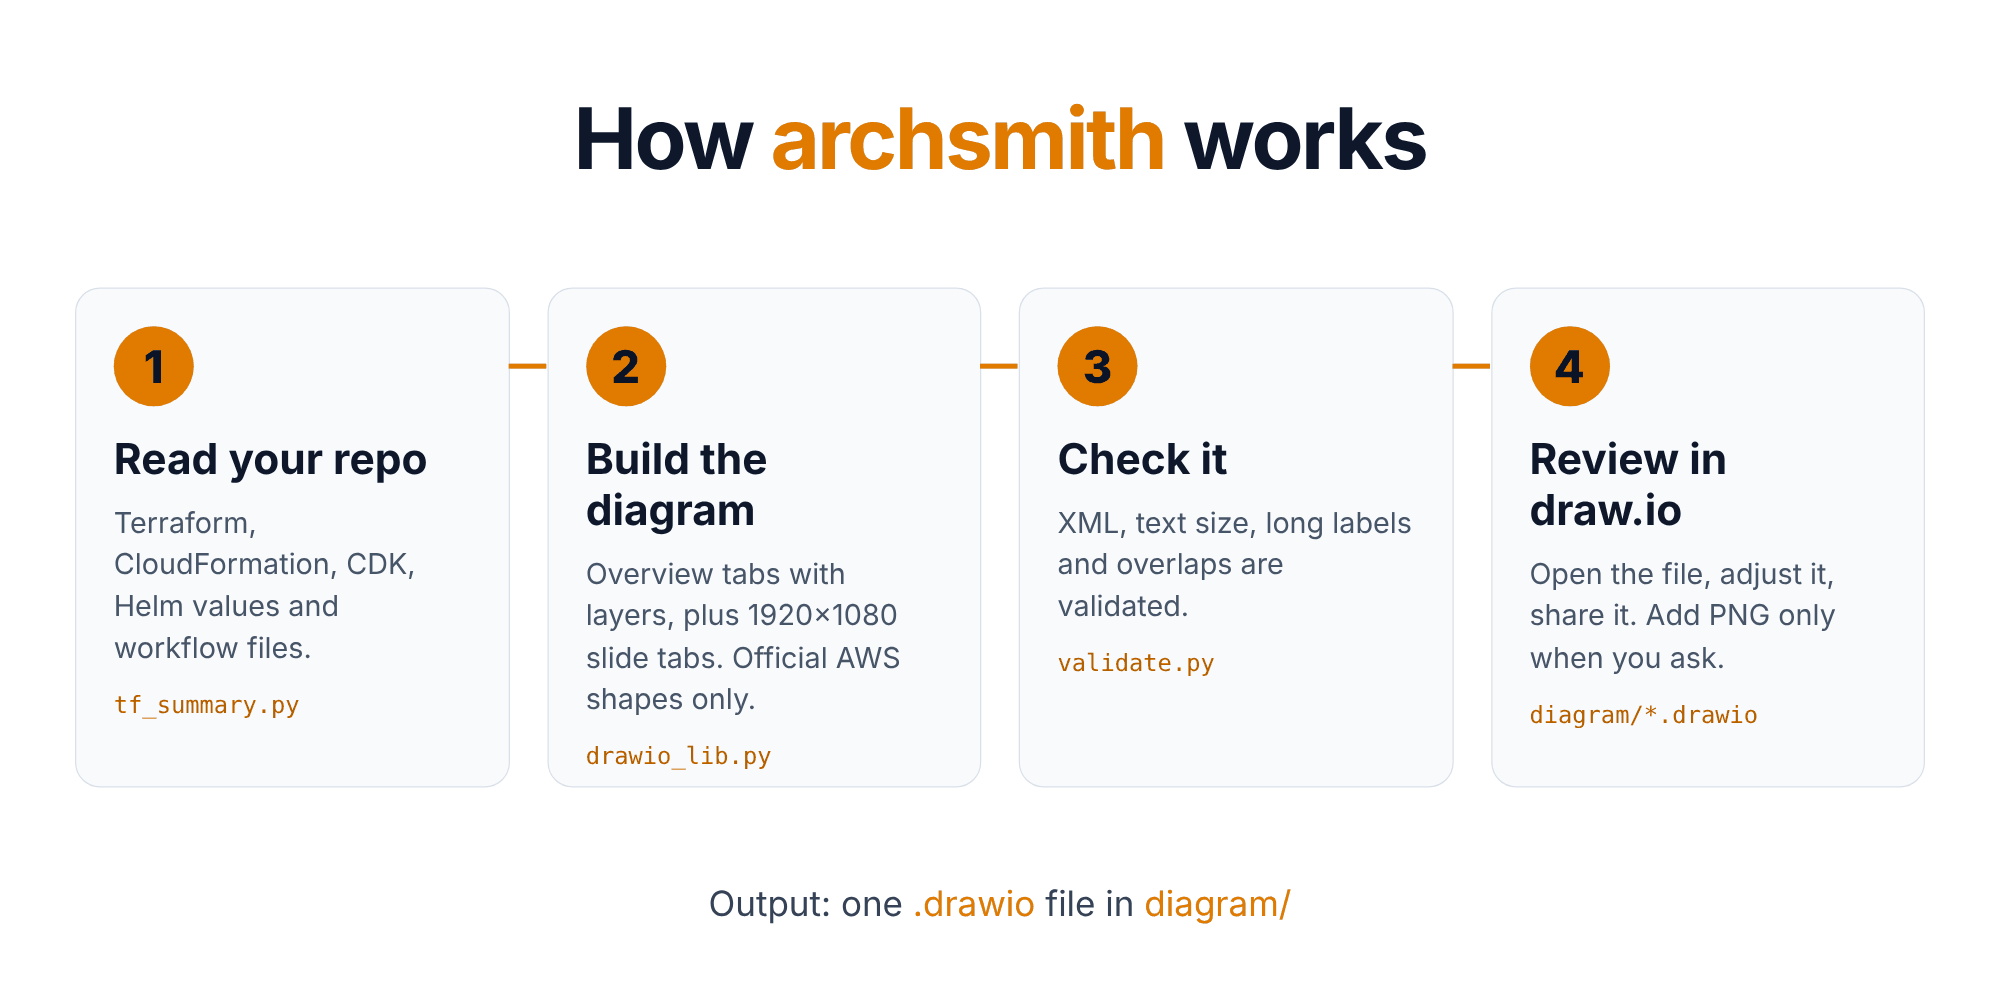 How archsmith works
1
Read your repo
Terraform,
CloudFormation, CDK,
Helm values and
workflow files.
tf_summary.py
2
Build the
diagram
Overview tabs with
layers, plus 1920×1080
slide tabs. Official AWS
shapes only.
drawio_lib.py
3
Check it
XML, text size, long labels
and overlaps are
validated.
validate.py
4
Review in
draw.io
Open the file, adjust it,
share it. Add PNG only
when you ask.
diagram/*.drawio
Output: one .drawio file in diagram/